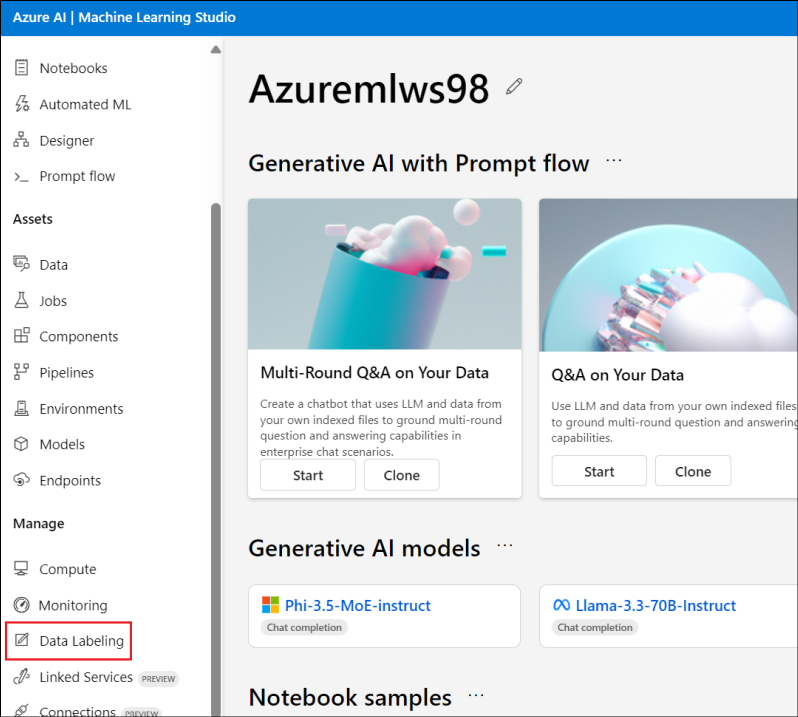 Azure AI | Machine Learning Studio
Notebooks
Automated ML
Designer
Prompt flow
Assets
Data
Jobs
Components
Pipelines
Environments
Models
Endpoints
Manage
Compute
Monitoring
Data Labeling
Linked Services PREVIEW
Connections PREVIEW
Azuremlws98
Generative AI with Prompt flow ...
Multi-Round Q&A on Your Data
Create a chatbot that uses LLM and data from
your own indexed files to ground multi-round
question and answering capabilities in
enterprise chat scenarios.
Start Clone
Q&A on Your Data
Use LLM and data from your own indexed files
to ground multi-round question and answering
capabilities.
Start Clone
Generative AI models ...
Phi-3.5-MoE-instruct
Chat completion
Llama-3.3-70B-Instruct
Chat completion
Notebook samples ...